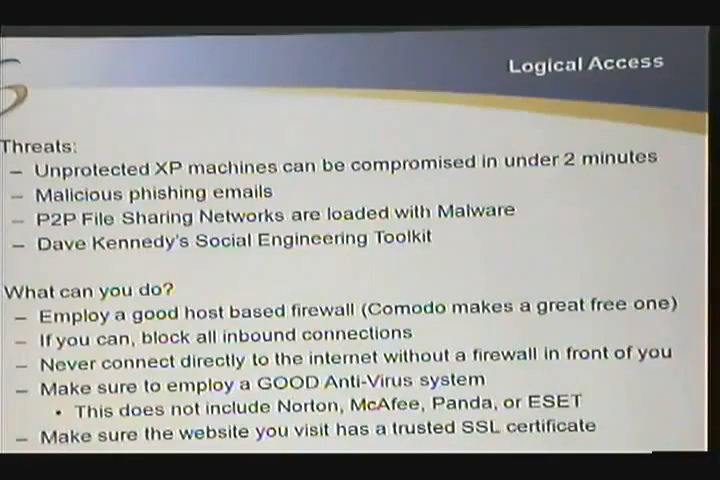 Logical Access
Threats:
– Unprotected XP machines can be compromised in under 2 minutes
– Malicious phishing emails
– P2P File Sharing Networks are loaded with Malware
– Dave Kennedy's Social Engineering Toolkit
What can you do?
– Employ a good host based firewall (Comodo makes a great free one)
– If you can, block all inbound connections
– Never connect directly to the internet without a firewall in front of you
– Make sure to employ a GOOD Anti-Virus system
• This does not include Norton, McAfee, Panda, or ESET
– Make sure the website you visit has a trusted SSL certificate